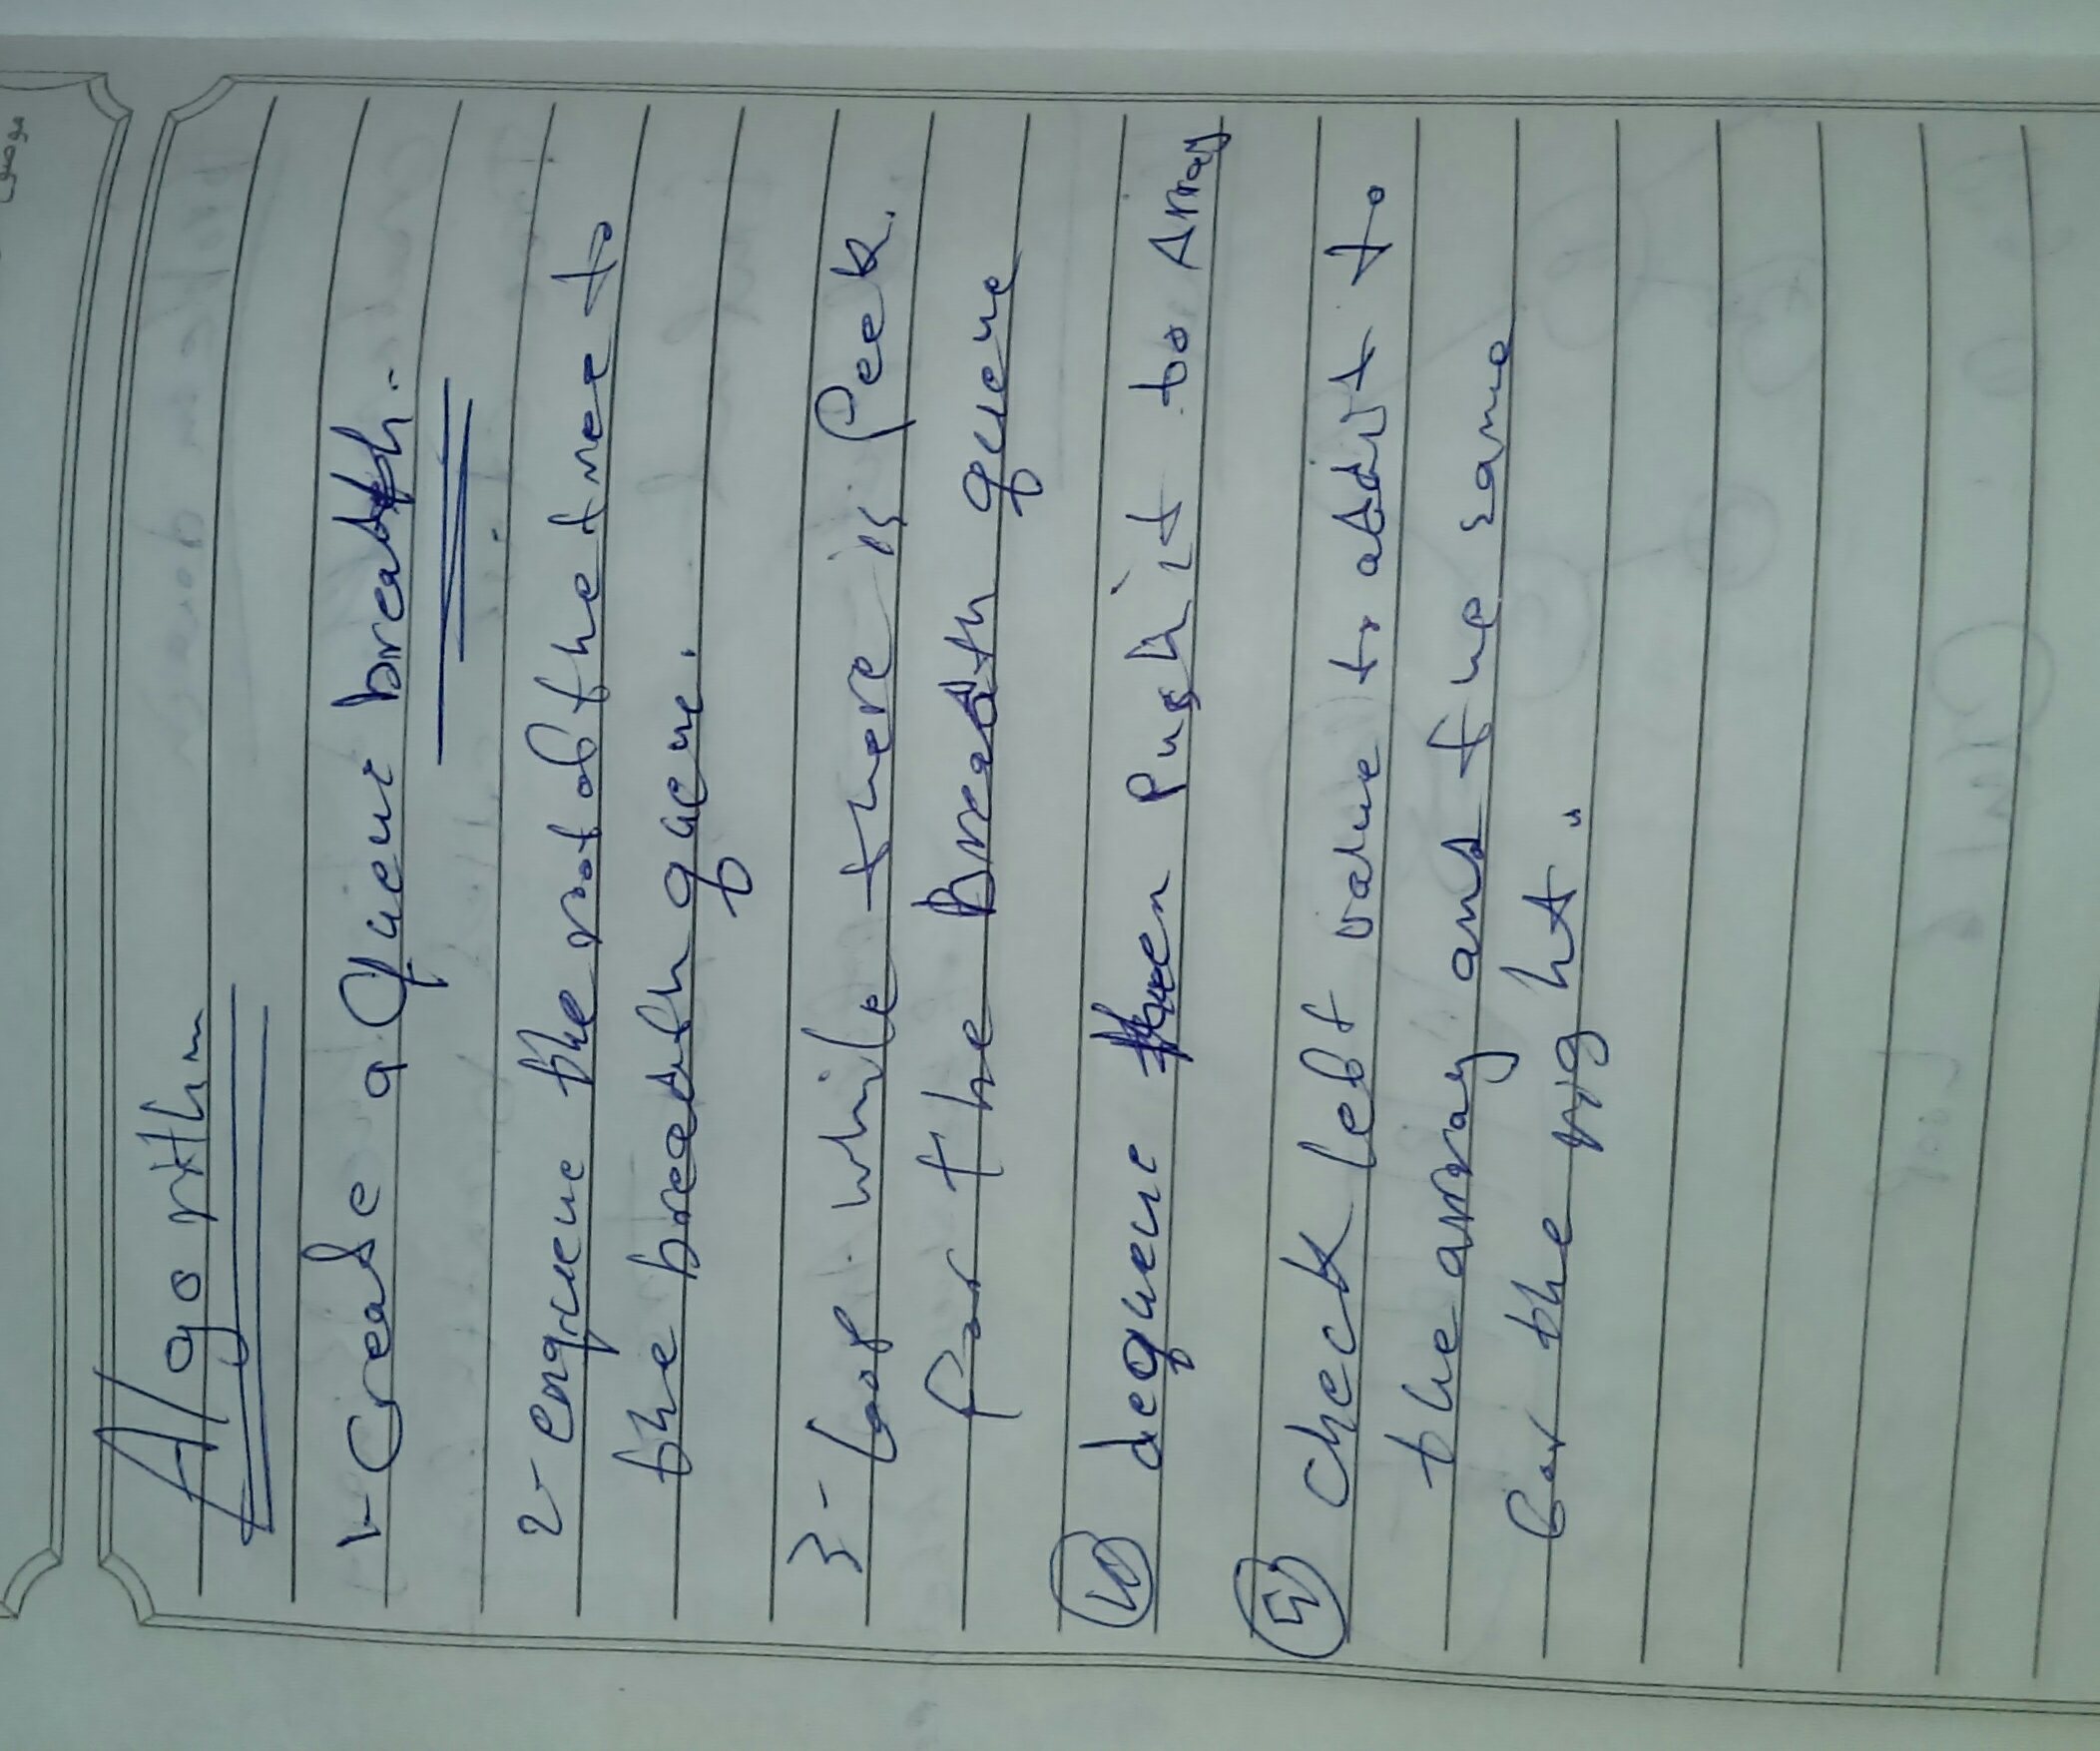 Algorithm
1- Create a Queue breadth.
2- enqueue the root of the tree to
the breadth queue.
3- loop while there is Peek.
For the Breadth queue
4 dequeue then Push it to Array
5 check left value to add it to
the array and the same
for the right.